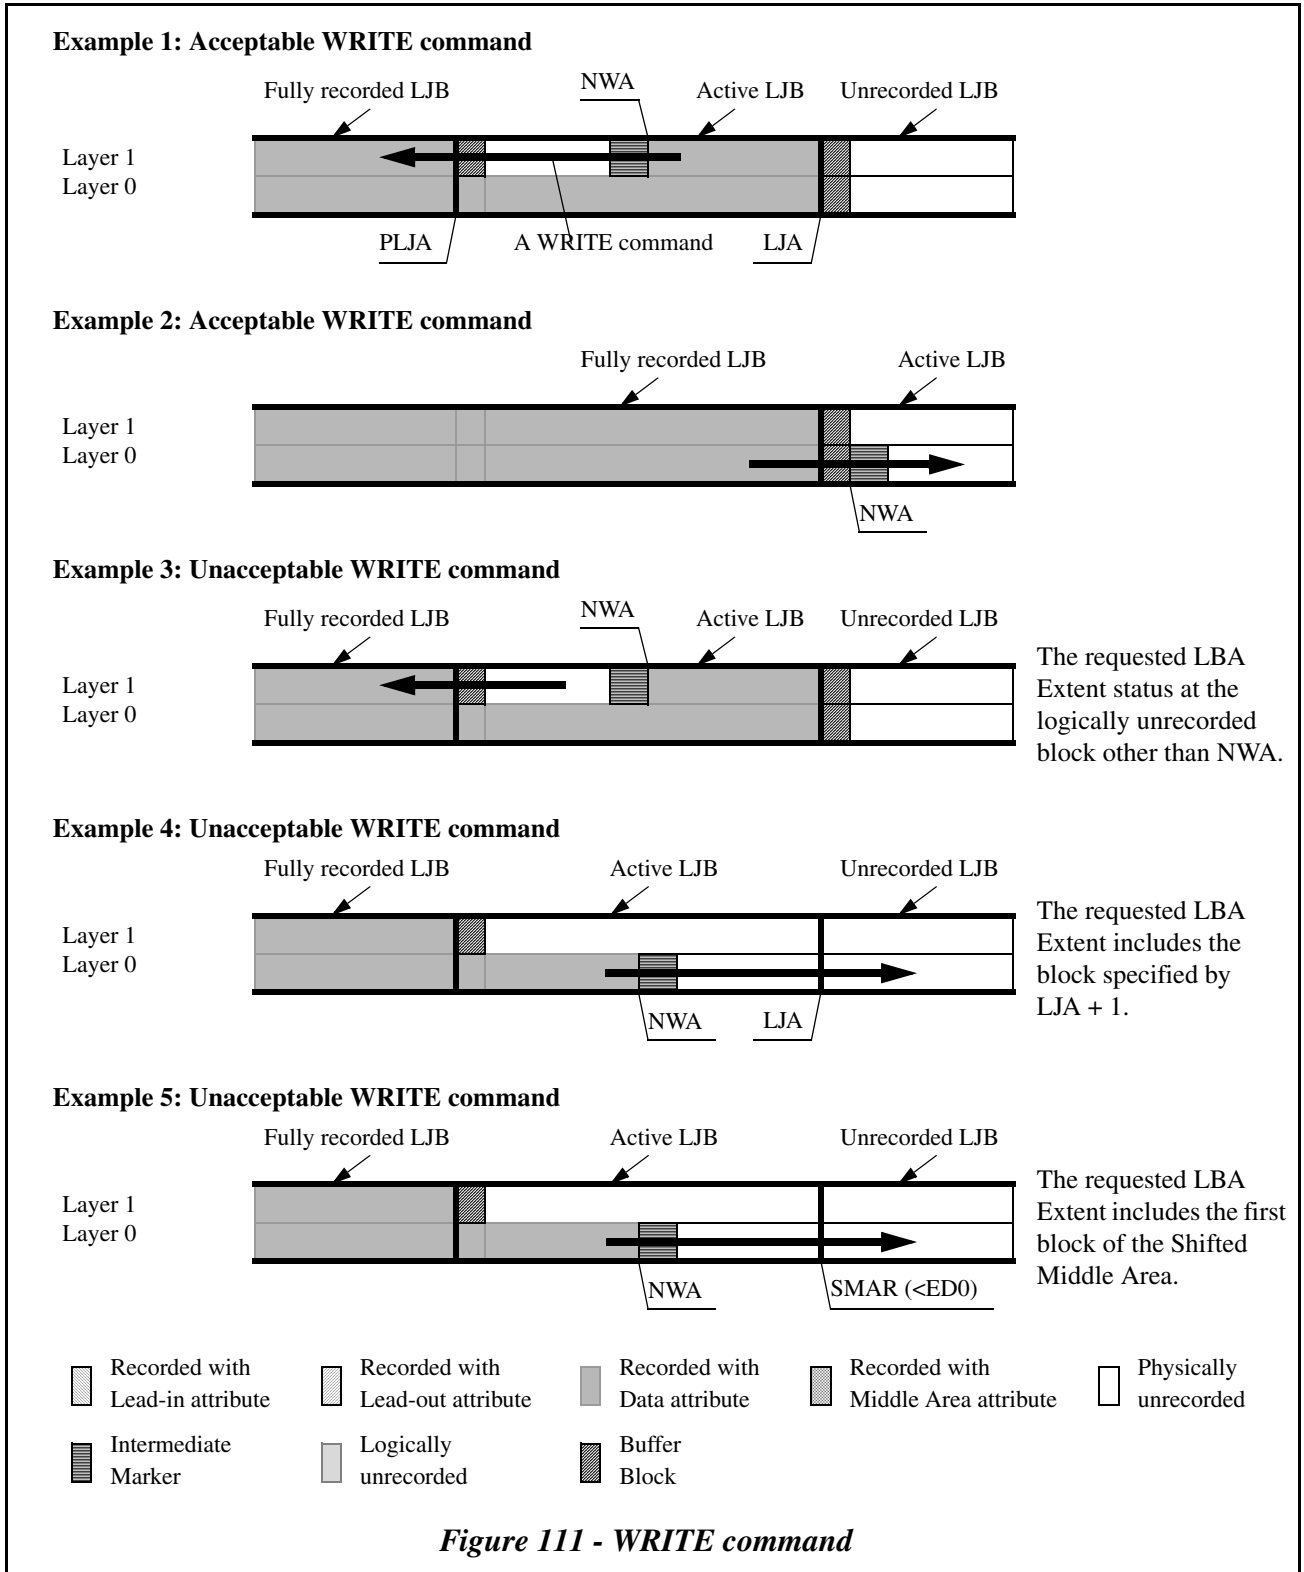 Example 1: Acceptable WRITE command
Fully recorded LJB
NWA
Active LJB
Unrecorded LJB
Layer 1
Layer 0
PLJA
A WRITE command
LJA
Example 2: Acceptable WRITE command
Fully recorded LJB
Active LJB
Layer 1
Layer 0
NWA
Example 3: Unacceptable WRITE command
Fully recorded LJB
NWA
Active LJB
Unrecorded LJB
Layer 1
Layer 0
The requested LBA
Extent status at the
logically unrecorded
block other than NWA.
Example 4: Unacceptable WRITE command
Fully recorded LJB
Active LJB
Unrecorded LJB
Layer 1
Layer 0
The requested LBA
Extent includes the
block specified by
LJA + 1.
NWA
LJA
Example 5: Unacceptable WRITE command
Fully recorded LJB
Active LJB
Unrecorded LJB
Layer 1
Layer 0
The requested LBA
Extent includes the first
block of the Shifted
Middle Area.
NWA
SMAR (<ED0)
Recorded with
Lead-in attribute
Recorded with
Lead-out attribute
Recorded with
Data attribute
Recorded with
Middle Area attribute
Physically
unrecorded
Intermediate
Marker
Logically
unrecorded
Buffer
Block
Figure 111 - WRITE command